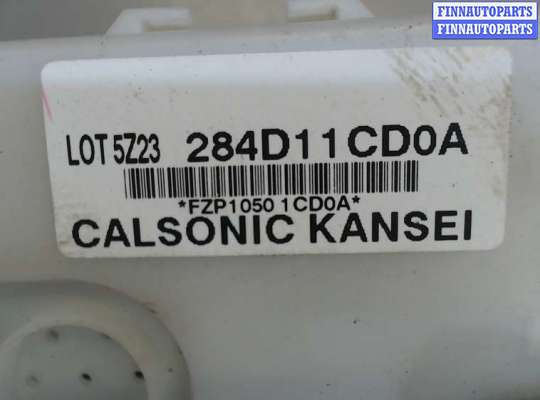 FINNAUTOPARTS
FINNAUTOPARTS
LOT 5Z23 284D11CD0A
*FZP1050 1CD0A*
CALSONIC KANSEI